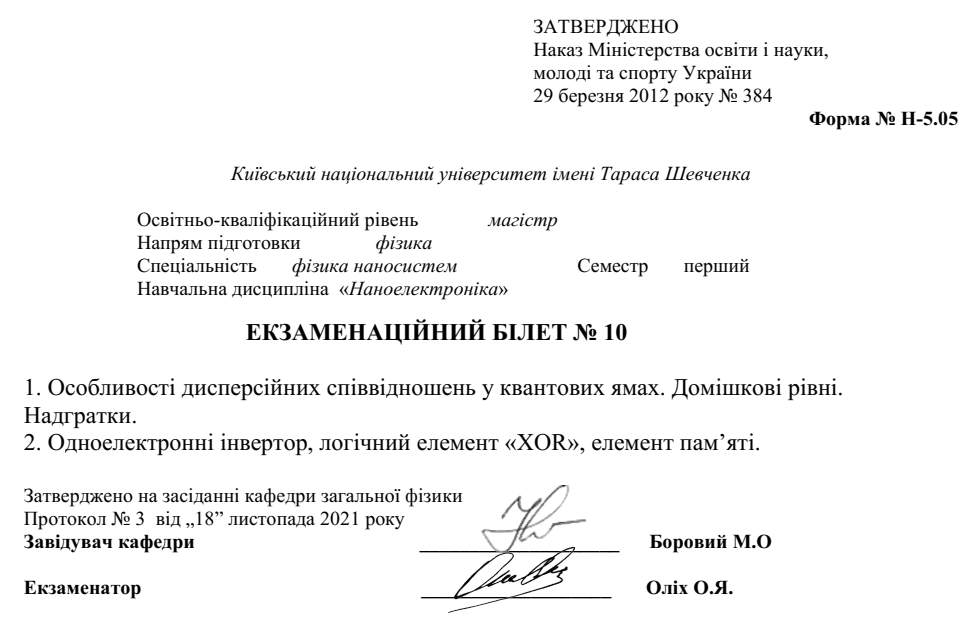 ЗАТВЕРДЖЕНО
Наказ Міністерства освіти і науки,
молоді та спорту України
29 березня 2012 року № 384
Форма № Н-5.05
Київський національний університет імені Тараса Шевченка
Освітньо-кваліфікаційний рівень магістр
Напрям підготовки фізика
Спеціальність фізика наносистем Семестр перший
Навчальна дисципліна «Наноелектроніка»
ЕКЗАМЕНАЦІЙНИЙ БІЛЕТ № 10
1. Особливості дисперсійних співвідношень у квантових ямах. Домішкові рівні.
Надгратки.
2. Одноелектронні інвертор, логічний елемент «XOR», елемент пам’яті.
Затверджено на засіданні кафедри загальної фізики
Протокол № 3 від „18” листопада 2021 року
Завідувач кафедри ____________________ Боровий М.О
Екзаменатор ___________________ Оліх О.Я.